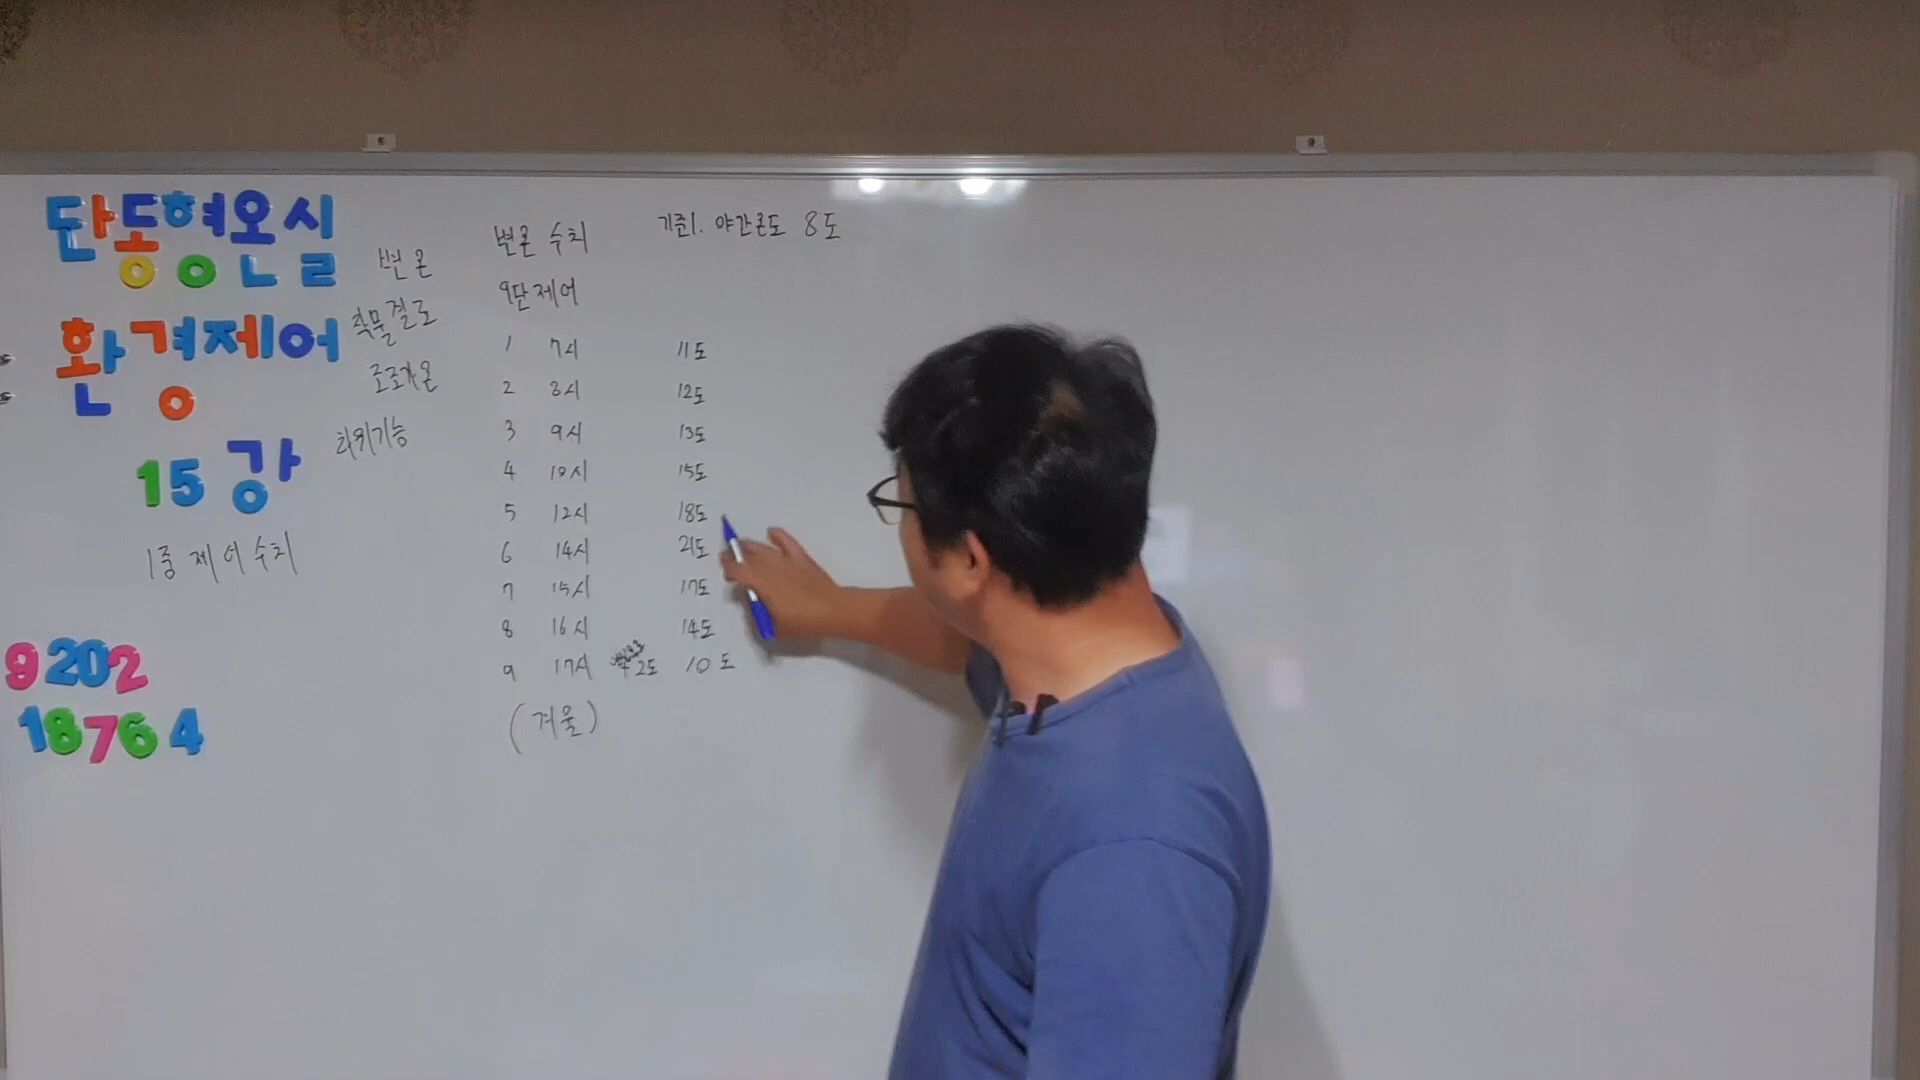 단동형온실
환경제어
15강
1중 제어수치
9202
18764
변온
작물결로
조조가온
변온 수치
9단 제어
1 7시 11도
2 8시 12도
3 9시 13도
4 10시 15도
5 12시 18도
6 14시 21도
7 15시 17도
8 16시 14도
9 17시 2도 10도
(겨울)
기준1. 야간온도 8도